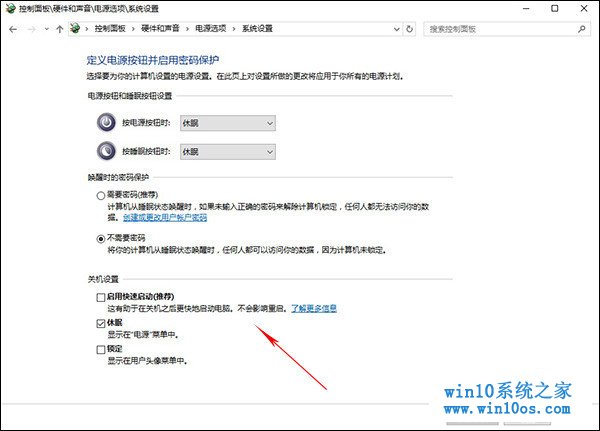 控制面板\硬件和声音\电源选项\系统设置
控制面板 > 硬件和声音 > 电源选项 > 系统设置
搜索控制面板
定义电源按钮并启用密码保护
选择要为你的计算机设置的电源设置。在此页上对设置所做的更改将应用于你所有的电源计划。
电源按钮和睡眠按钮设置
按电源按钮时: 休眠
按睡眠按钮时: 休眠
唤醒时的密码保护
需要密码(推荐)
计算机从睡眠状态唤醒时，如果未输入正确的密码来解除计算机锁定，任何人都无法访问你的数
据。创建或更改用户帐户密码
不需要密码
将你的计算机从睡眠状态唤醒时，任何人都可以访问你的数据，因为计算机未锁定。
关机设置
启用快速启动(推荐)
这有助于在关机之后更快地启动电脑。不会影响重启。了解更多信息
休眠
显示在"电源"菜单中。
锁定
显示在用户头像菜单中。
win10系统之家
www.win10os.com